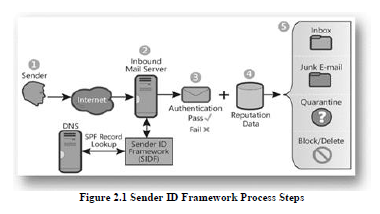 1
Sender
Internet
2
Inbound
Mail Server
3
Authentication
Pass ✓
Fail ✕
+
4
Reputation
Data
5
Inbox
Junk E-mail
Quarantine
?
Block/Delete
DNS
SPF Record
Lookup
Sender ID
Framework
(SIDF)
Figure 2.1 Sender ID Framework Process Steps